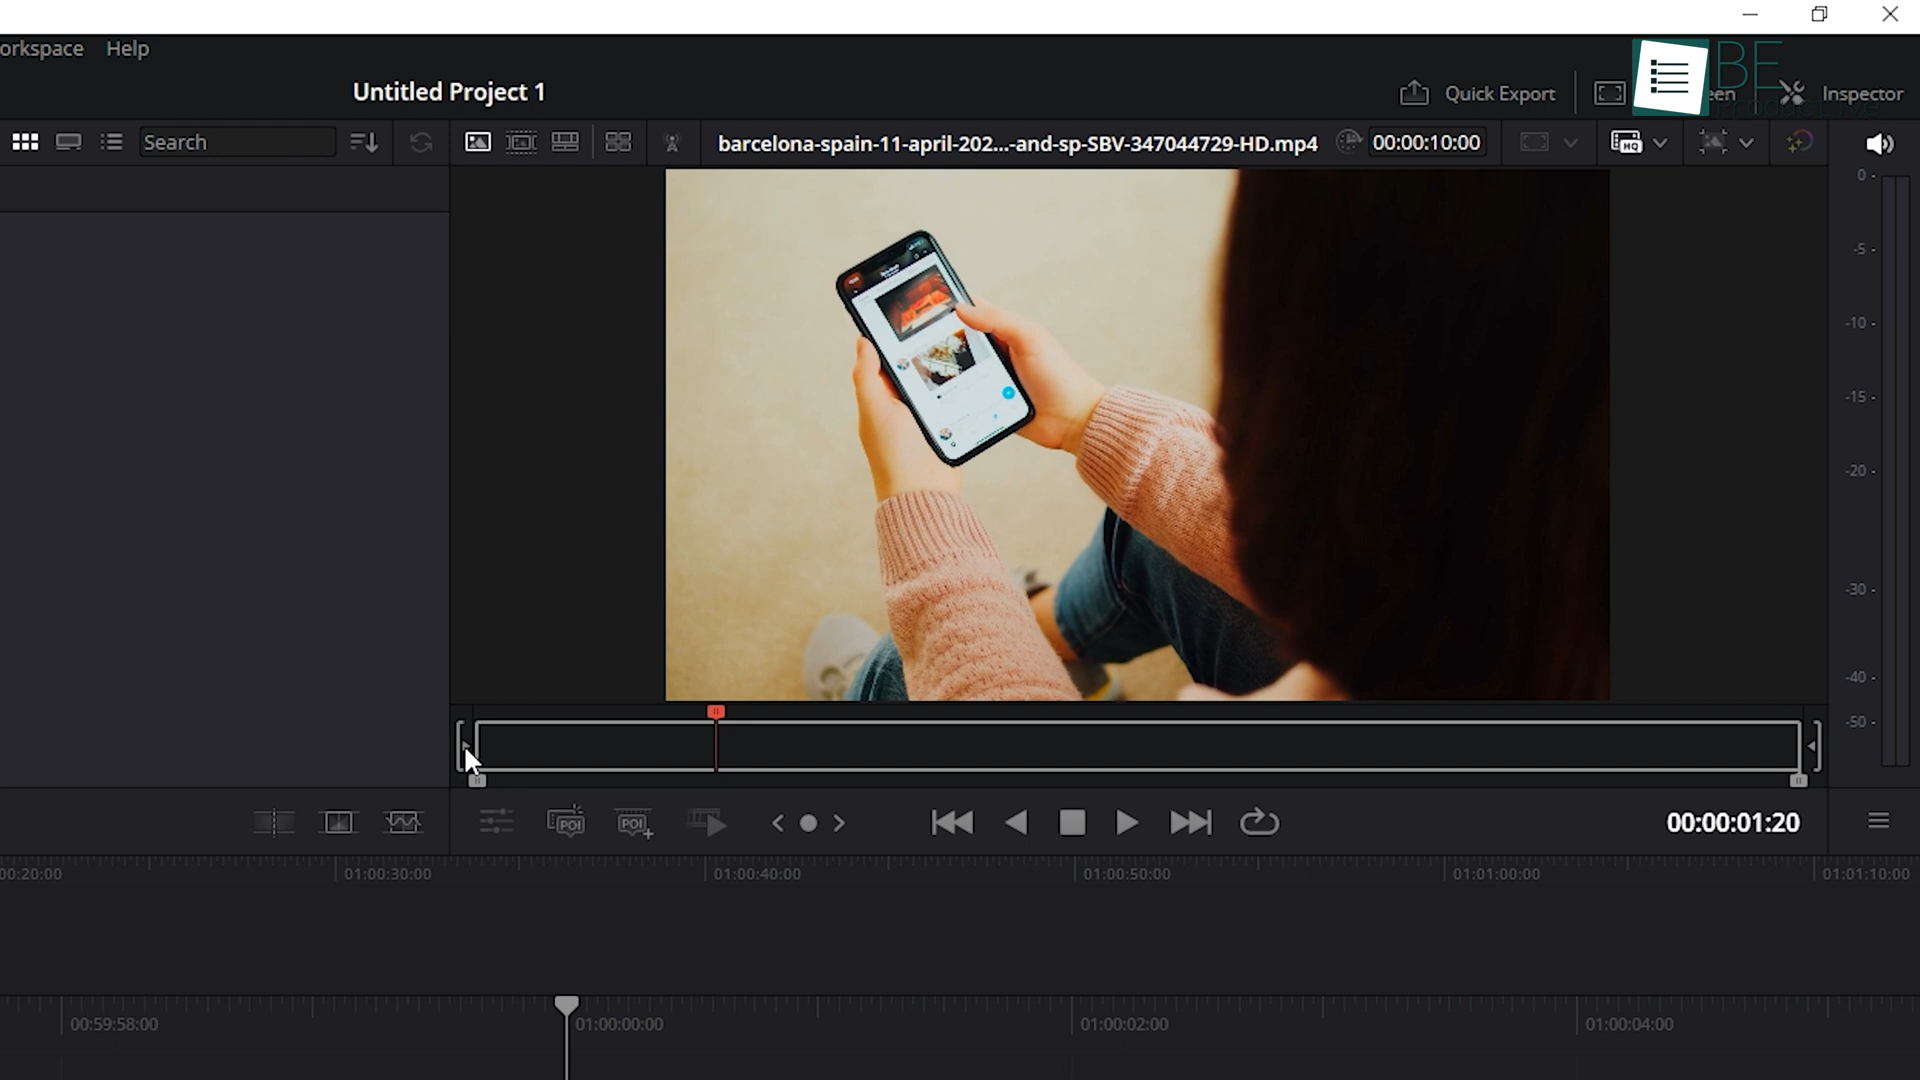 orkspace Help
BE
Untitled Project 1
Quick Export
een
Inspector
Search
barcelona-spain-11-april-202...-and-sp-SBV-347044729-HD.mp4
00:00:10:00
HQ
0
-5
-10
-15
-20
-30
-40
-50
POI
POI
00:00:01:20
00:20:00
01:00:30:00
01:00:40:00
01:00:50:00
01:01:00:00
01:01:10:00
00:59:58:00
01:00:00:00
01:00:02:00
01:00:04:00